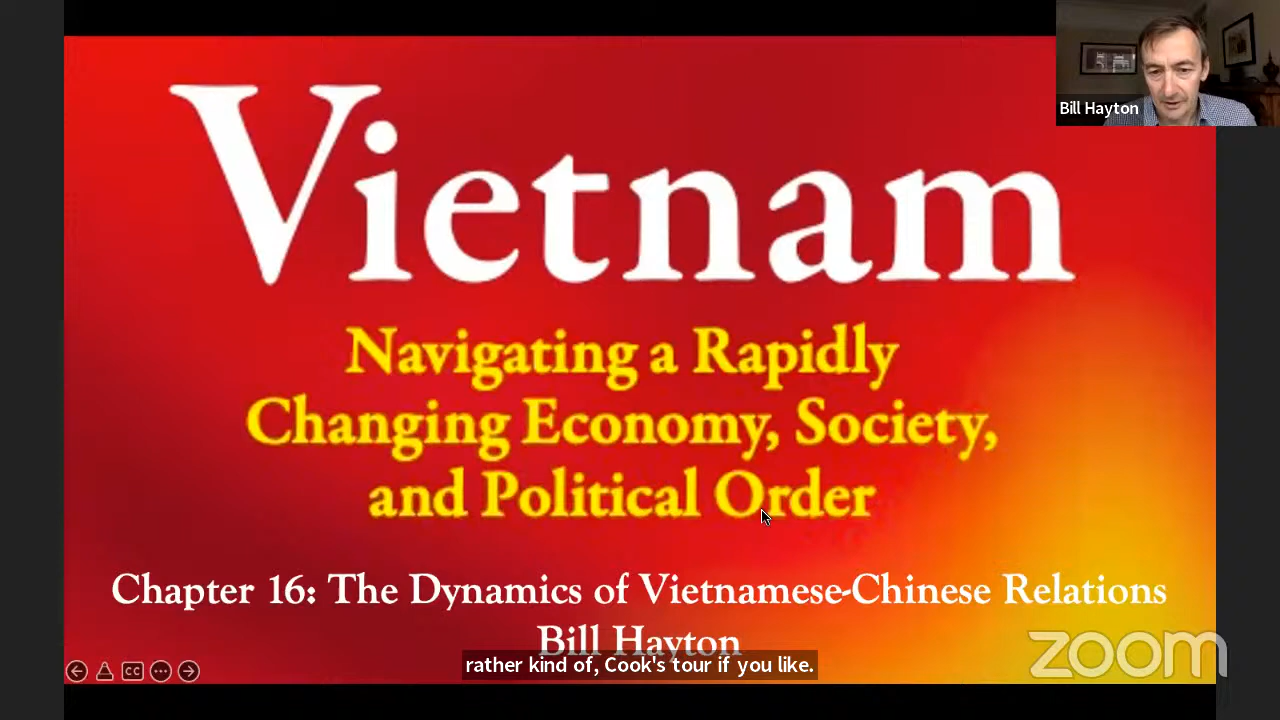 Vietnam
Bill Hayton
Navigating a Rapidly
Changing Economy, Society,
and Political Order
Chapter 16: The Dynamics of Vietnamese-Chinese Relations
Bill Hayton
rather kind of, Cook's tour if you like.
CC
zoom